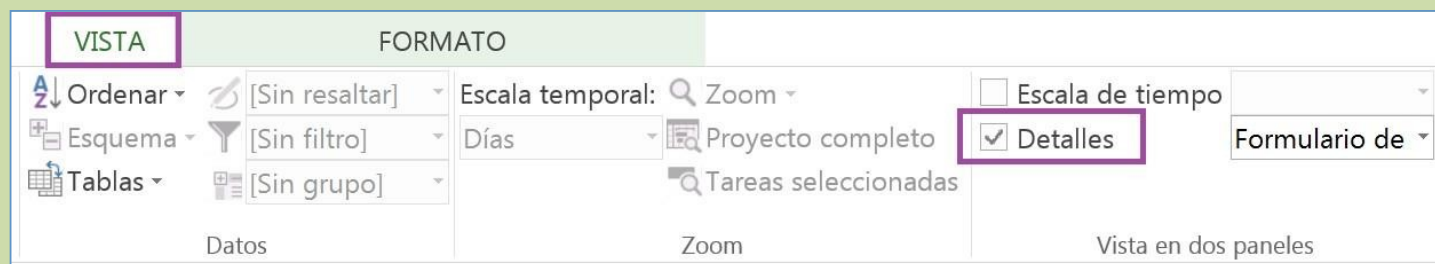 VISTA FORMATO
Ordenar [Sin resaltar] Escala temporal: Zoom Escala de tiempo
Esquema [Sin filtro] Días Proyecto completo Detalles Formulario de
Tablas [Sin grupo] Tareas seleccionadas
Datos Zoom Vista en dos paneles